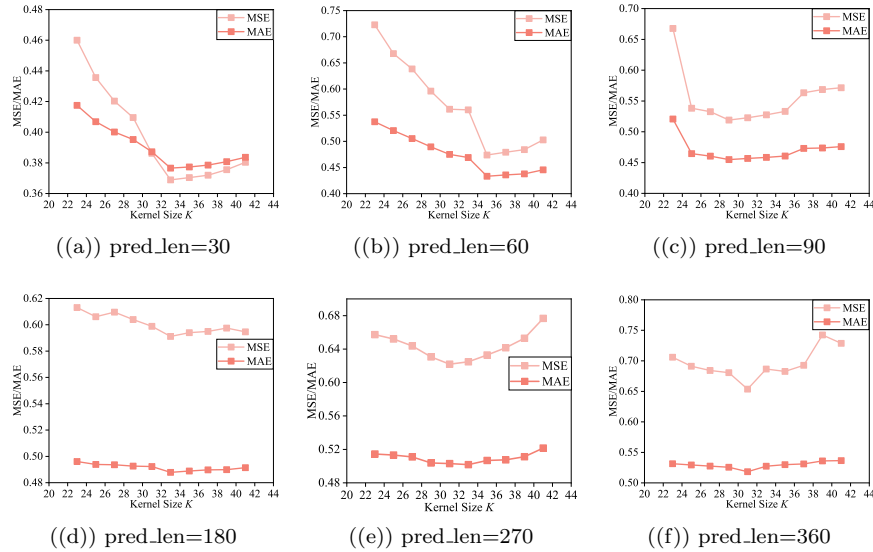 0.48
0.46
0.44
0.42
0.40
0.38
0.36
MSE/MAE
MSE
MAE
20 22 24 26 28 30 32 34 36 38 40 42 44
Kernel Size K
((a)) pred_len=30
0.75
0.70
0.65
0.60
0.55
0.50
0.45
0.40
MSE/MAE
MSE
MAE
20 22 24 26 28 30 32 34 36 38 40 42 44
Kernel Size K
((b)) pred_len=60
0.70
0.65
0.60
0.55
0.50
0.45
0.40
MSE/MAE
MSE
MAE
20 22 24 26 28 30 32 34 36 38 40 42 44
Kernel Size K
((c)) pred_len=90
0.62
0.60
0.58
0.56
0.54
0.52
0.50
0.48
MSE/MAE
MSE
MAE
20 22 24 26 28 30 32 34 36 38 40 42 44
Kernel Size K
((d)) pred_len=180
0.68
0.64
0.60
0.56
0.52
0.48
MSE/MAE
MSE
MAE
20 22 24 26 28 30 32 34 36 38 40 42 44
Kernel Size K
((e)) pred_len=270
0.80
0.75
0.70
0.65
0.60
0.55
0.50
MSE/MAE
MSE
MAE
20 22 24 26 28 30 32 34 36 38 40 42 44
Kernel Size K
((f)) pred_len=360